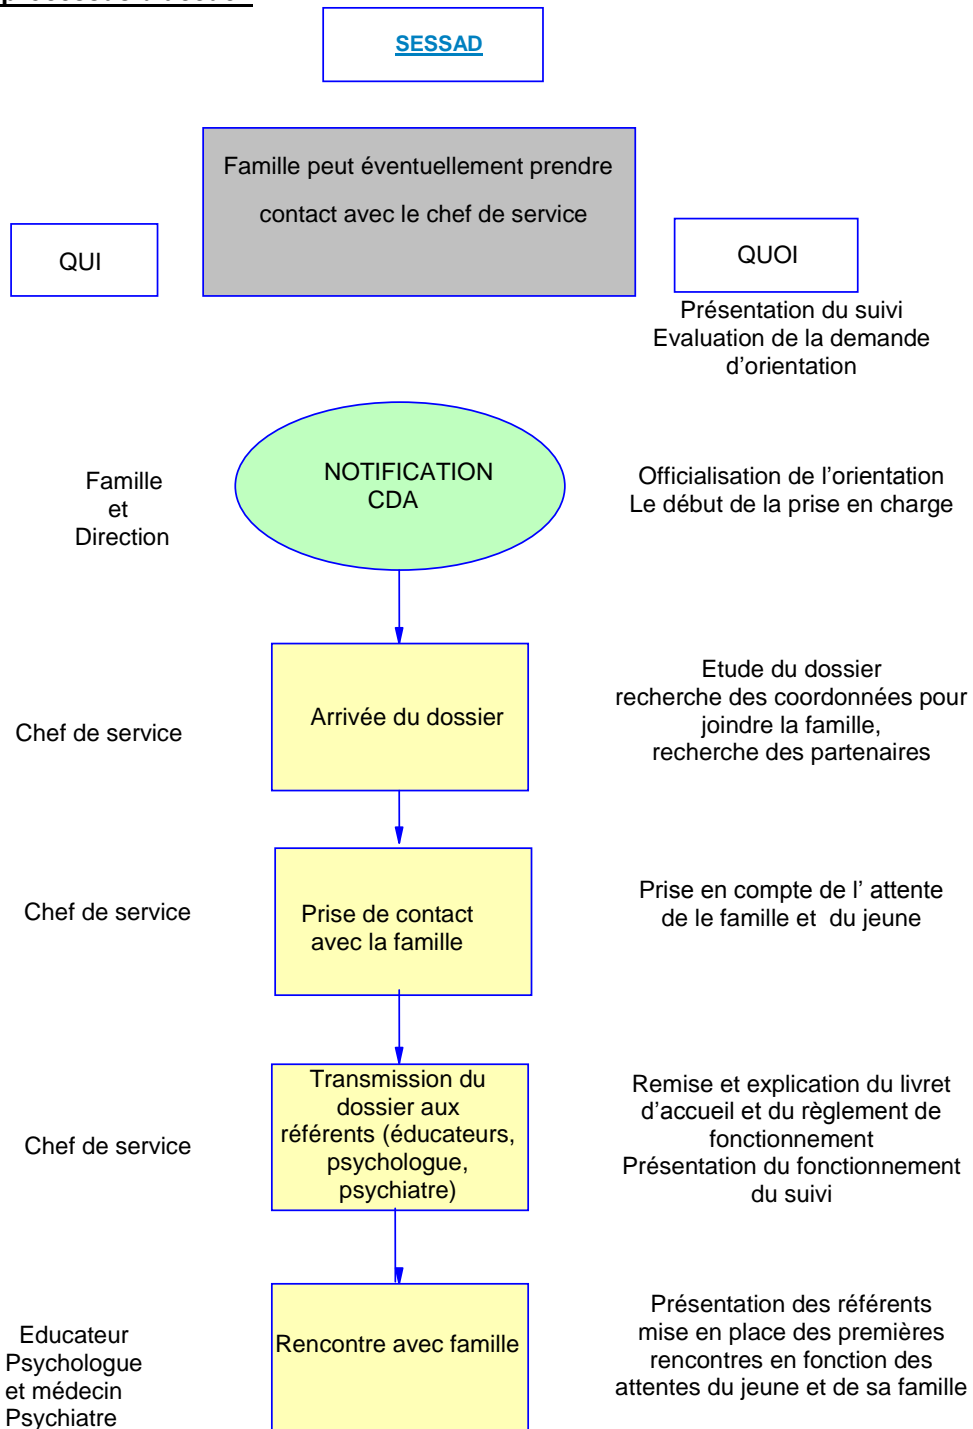 SESSAD
Famille peut éventuellement prendre
contact avec le chef de service
QUI
QUOI
Présentation du suivi
Evaluation de la demande
d'orientation
Famille
et
Direction
NOTIFICATION
CDA
Officialisation de l'orientation
Le début de la prise en charge
Chef de service
Arrivée du dossier
Etude du dossier
recherche des coordonnées pour
joindre la famille,
recherche des partenaires
Chef de service
Prise de contact
avec la famille
Prise en compte de l' attente
de le famille et du jeune
Chef de service
Transmission du
dossier aux
référents (éducateurs,
psychologue,
psychiatre)
Remise et explication du livret
d'accueil et du règlement de
fonctionnement
Présentation du fonctionnement
du suivi
Educateur
Psychologue
et médecin
Psychiatre
Rencontre avec famille
Présentation des référents
mise en place des premières
rencontres en fonction des
attentes du jeune et de sa famille